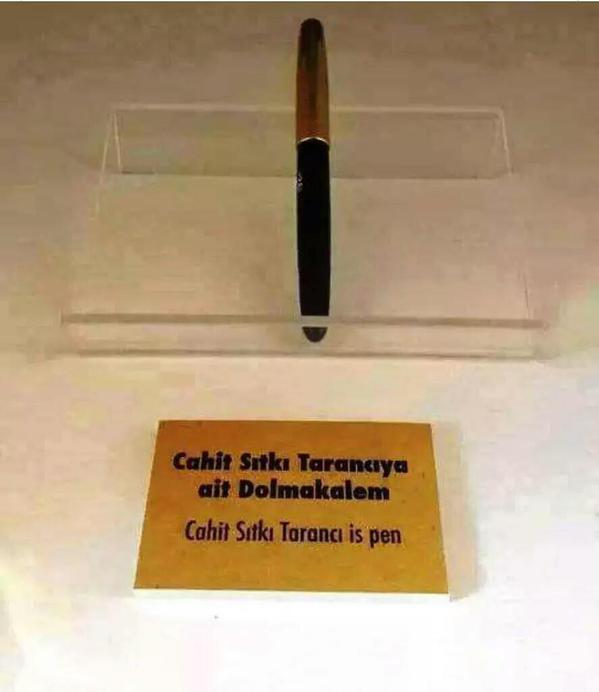 Cahit Sıtkı Tarancıya
ait Dolmakalem
Cahit Sıtkı Tarancı is pen